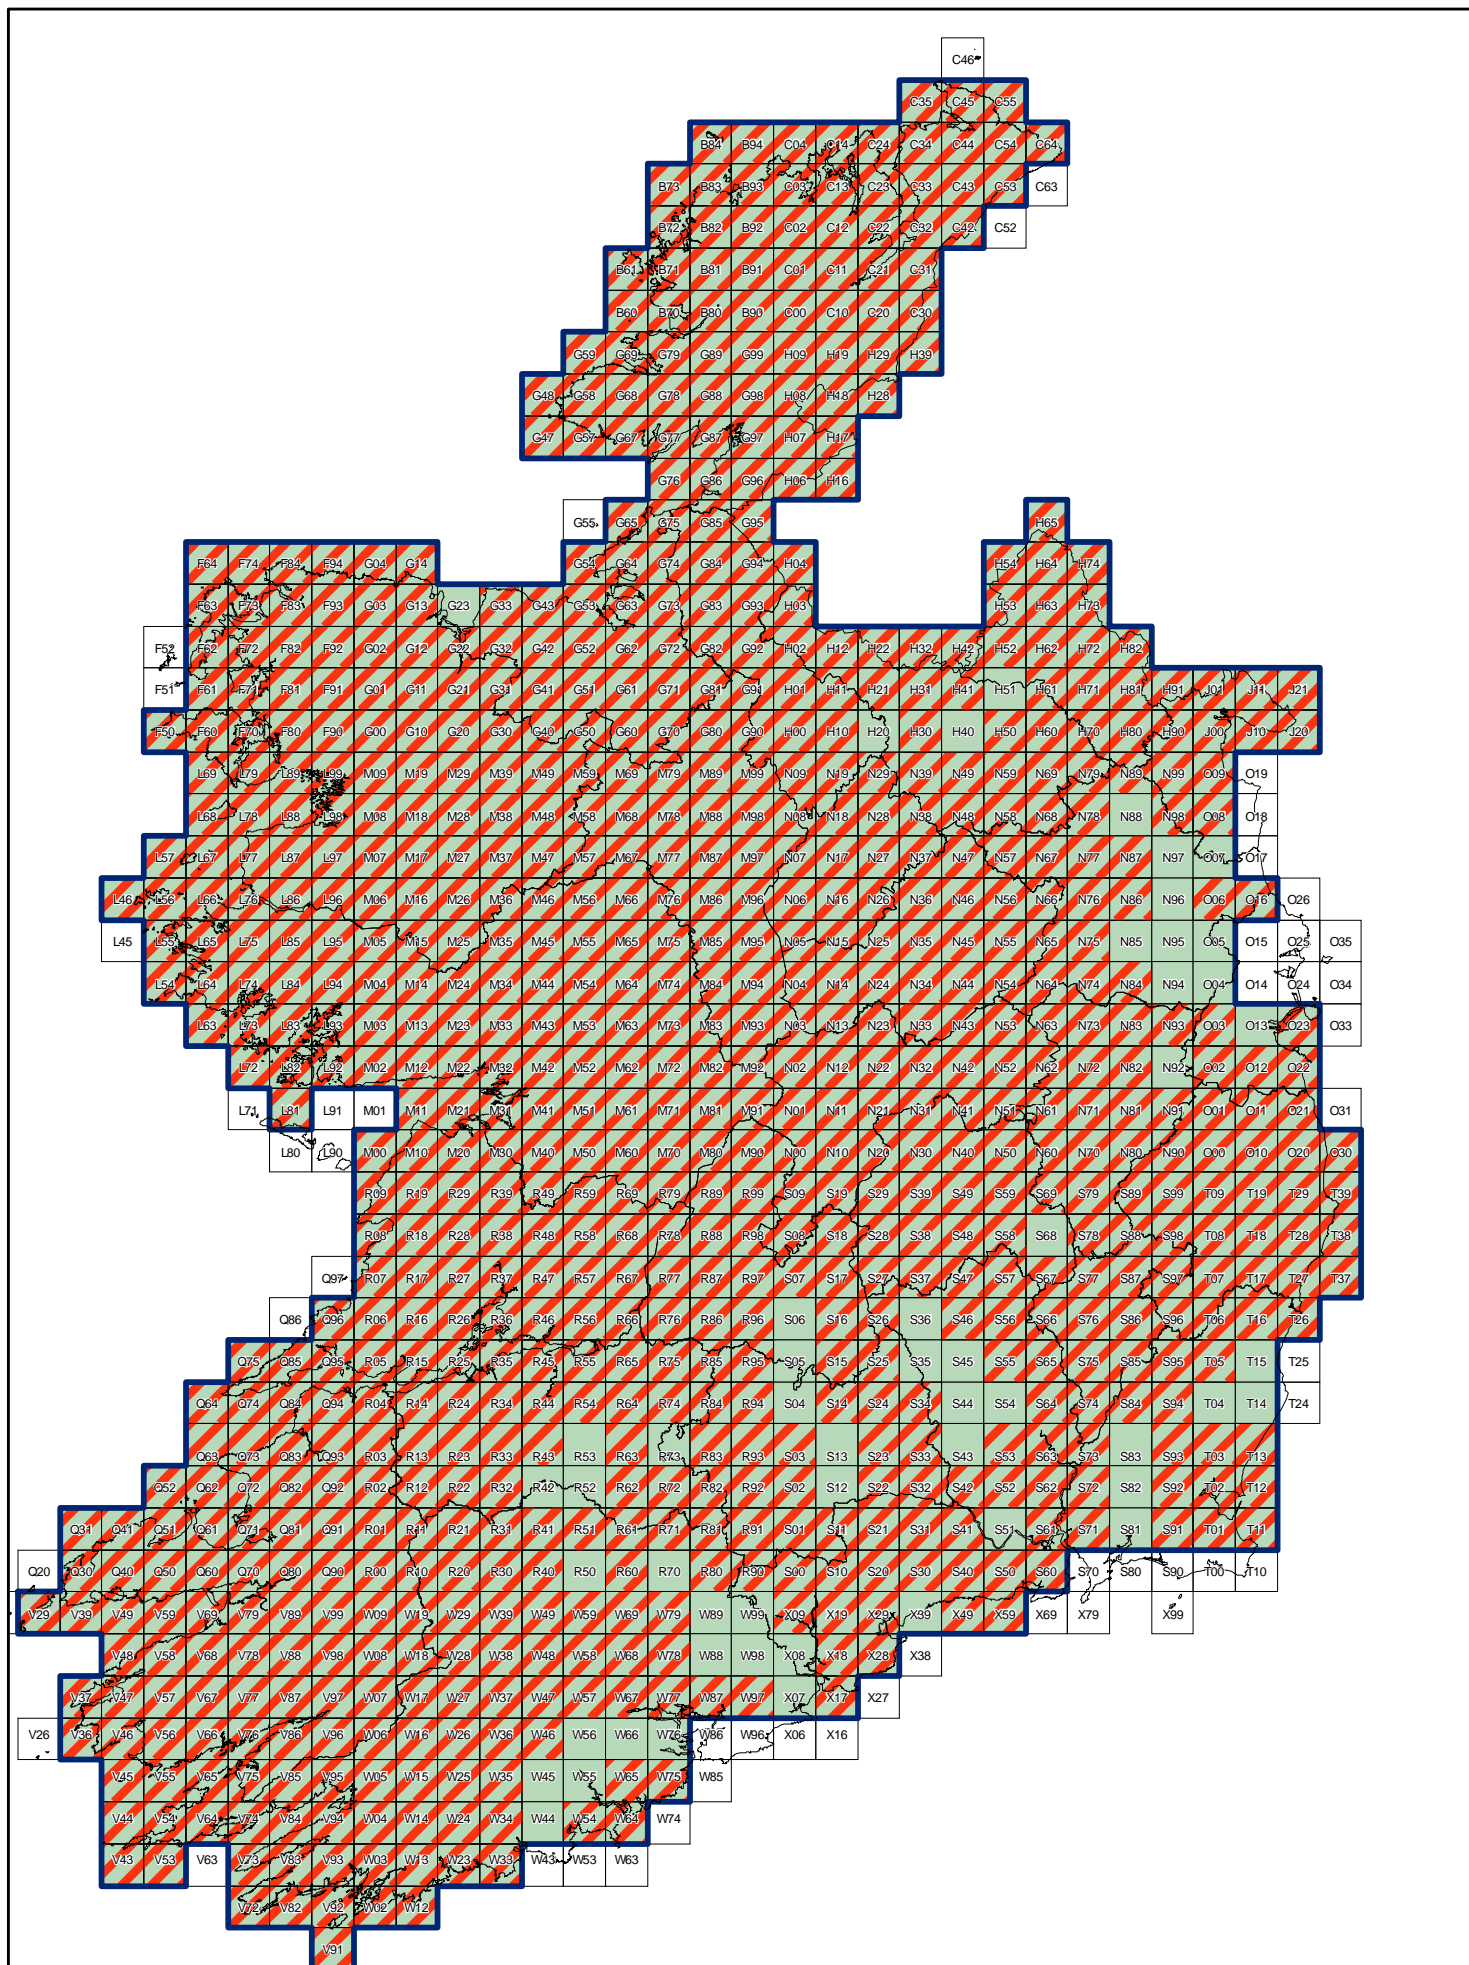 C46
C35 C45 C55
B84 B94 C04 C14 C24 C34 C44 C54 C64
B73 B83 B93 C03 C13 C23 C33 C43 C53 C63
B72 B82 B92 C02 C12 C22 C32 C42 C52
B61 B71 B81 B91 C01 C11 C21 C31
B60 B70 B80 B90 C00 C10 C20 C30
G59 G69 G79 G89 G99 H09 H19 H29 H39
G48 G58 G68 G78 G88 G98 H08 H18 H28
G47 G57 G67 G77 G87 G97 H07 H17
G76 G86 G96 H06 H16
G55 G65 G75 G85 G95 H65
F64 F74 F84 F94 G04 G14 G54 G64 G74 G84 G94 H04 H54 H64 H74
F63 F73 F83 F93 G03 G13 G23 G33 G43 G53 G63 G73 G83 G93 H03 H53 H63 H73
F52 F62 F72 F82 F92 G02 G12 G22 G32 G42 G52 G62 G72 G82 G92 H02 H12 H22 H32 H42 H52 H62 H72 H82
F51 F61 F71 F81 F91 G01 G11 G21 G31 G41 G51 G61 G71 G81 G91 H01 H11 H21 H31 H41 H51 H61 H71 H81 H91 J01 J11 J21
F50 F60 F70 F80 F90 G00 G10 G20 G30 G40 G50 G60 G70 G80 G90 H00 H10 H20 H30 H40 H50 H60 H70 H80 H90 J00 J10 J20
L69 L79 L89 L99 M09 M19 M29 M39 M49 M59 M69 M79 M89 M99 N09 N19 N29 N39 N49 N59 N69 N79 N89 N99 O09 O19
L68 L78 L88 L98 M08 M18 M28 M38 M48 M58 M68 M78 M88 M98 N08 N18 N28 N38 N48 N58 N68 N78 N88 N98 O08 O18
L57 L67 L77 L87 L97 M07 M17 M27 M37 M47 M57 M67 M77 M87 M97 N07 N17 N27 N37 N47 N57 N67 N77 N87 N97 O07 O17
L46 L56 L66 L76 L86 L96 M06 M16 M26 M36 M46 M56 M66 M76 M86 M96 N06 N16 N26 N36 N46 N56 N66 N76 N86 N96 O06 O16 O26
L45 L55 L65 L75 L85 L95 M05 M15 M25 M35 M45 M55 M65 M75 M85 M95 N05 N15 N25 N35 N45 N55 N65 N75 N85 N95 O05 O15 O25 O35
L54 L64 L74 L84 L94 M04 M14 M24 M34 M44 M54 M64 M74 M84 M94 N04 N14 N24 N34 N44 N54 N64 N74 N84 N94 O04 O14 O24 O34
L63 L73 L83 L93 M03 M13 M23 M33 M43 M53 M63 M73 M83 M93 N03 N13 N23 N33 N43 N53 N63 N73 N83 N93 O03 O13 O23 O33
L72 L82 L92 M02 M12 M22 M32 M42 M52 M62 M72 M82 M92 N02 N12 N22 N32 N42 N52 N62 N72 N82 N92 O02 O12 O22
L71 L81 L91 M01 M11 M21 M31 M41 M51 M61 M71 M81 M91 N01 N11 N21 N31 N41 N51 N61 N71 N81 N91 O01 O11 O21 O31
L80 L90 M00 M10 M20 M30 M40 M50 M60 M70 M80 M90 N00 N10 N20 N30 N40 N50 N60 N70 N80 N90 O00 O10 O20 O30
R09 R19 R29 R39 R49 R59 R69 R79 R89 R99 S09 S19 S29 S39 S49 S59 S69 S79 S89 S99 T09 T19 T29 T39
R08 R18 R28 R38 R48 R58 R68 R78 R88 R98 S08 S18 S28 S38 S48 S58 S68 S78 S88 S98 T08 T18 T28 T38
Q97 R07 R17 R27 R37 R47 R57 R67 R77 R87 R97 S07 S17 S27 S37 S47 S57 S67 S77 S87 S97 T07 T17 T27 T37
Q86 Q96 R06 R16 R26 R36 R46 R56 R66 R76 R86 R96 S06 S16 S26 S36 S46 S56 S66 S76 S86 S96 T06 T16 T26
Q75 Q85 Q95 R05 R15 R25 R35 R45 R55 R65 R75 R85 R95 S05 S15 S25 S35 S45 S55 S65 S75 S85 S95 T05 T15 T25
Q64 Q74 Q84 Q94 R04 R14 R24 R34 R44 R54 R64 R74 R84 R94 S04 S14 S24 S34 S44 S54 S64 S74 S84 S94 T04 T14 T24
Q63 Q73 Q83 Q93 R03 R13 R23 R33 R43 R53 R63 R73 R83 R93 S03 S13 S23 S33 S43 S53 S63 S73 S83 S93 T03 T13
Q52 Q62 Q72 Q82 Q92 R02 R12 R22 R32 R42 R52 R62 R72 R82 R92 S02 S12 S22 S32 S42 S52 S62 S72 S82 S92 T02 T12
Q31 Q41 Q51 Q61 Q71 Q81 Q91 R01 R11 R21 R31 R41 R51 R61 R71 R81 R91 S01 S11 S21 S31 S41 S51 S61 S71 S81 S91 T01 T11
Q20 Q30 Q40 Q50 Q60 Q70 Q80 Q90 R00 R10 R20 R30 R40 R50 R60 R70 R80 R90 S00 S10 S20 S30 S40 S50 S60 S70 S80 S90 T00 T10
V29 V39 V49 V59 V69 V79 V89 V99 W09 W19 W29 W39 W49 W59 W69 W79 W89 W99 X09 X19 X29 X39 X49 X59 X69 X79 X99
V48 V58 V68 V78 V88 V98 W08 W18 W28 W38 W48 W58 W68 W78 W88 W98 X08 X18 X28 X38
V37 V47 V57 V67 V77 V87 V97 W07 W17 W27 W37 W47 W57 W67 W77 W87 W97 X07 X17 X27
V26 V36 V46 V56 V66 V76 V86 V96 W06 W16 W26 W36 W46 W56 W66 W76 W86 W96 X06 X16
V45 V55 V65 V75 V85 V95 W05 W15 W25 W35 W45 W55 W65 W75 W85
V44 V54 V64 V74 V84 V94 W04 W14 W24 W34 W44 W54 W64 W74
V43 V53 V63 V73 V83 V93 W03 W13 W23 W33 W43 W53 W63
V72 V82 V92 W02 W12
V91